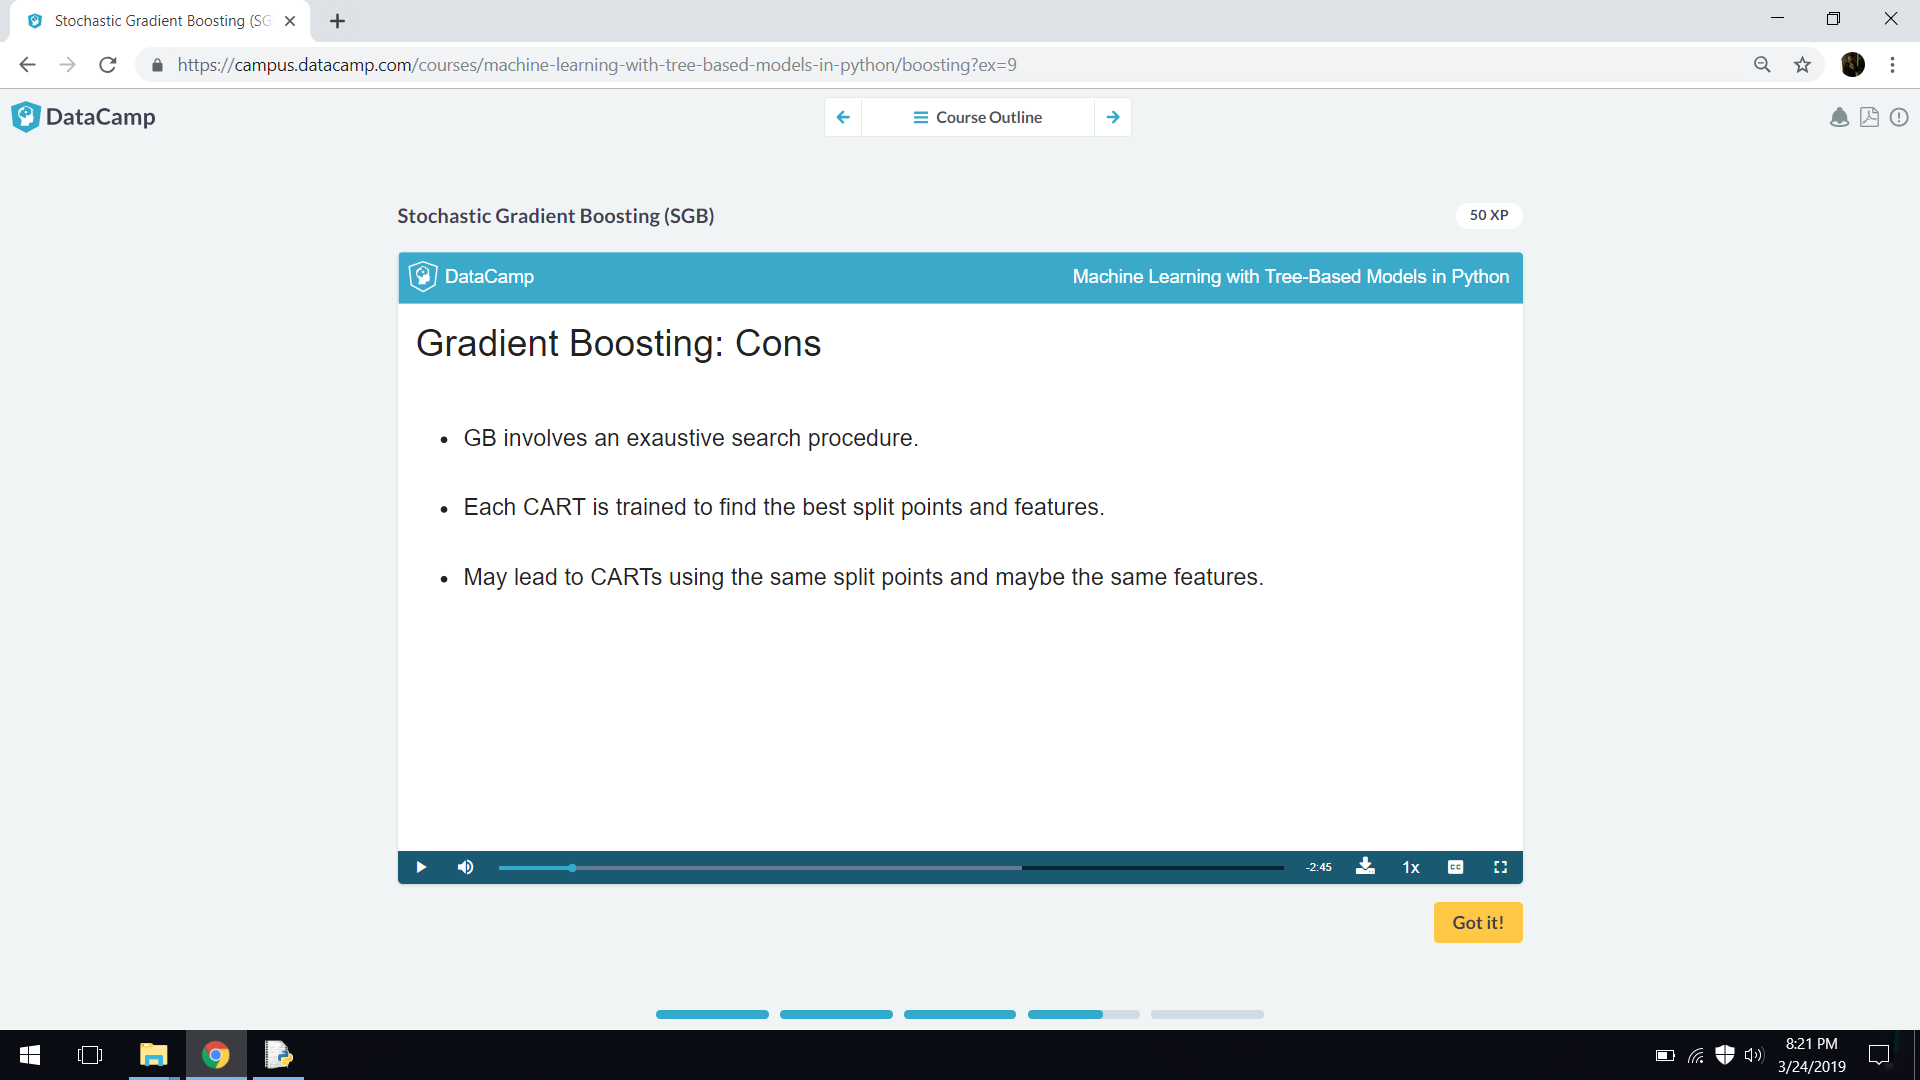 Stochastic Gradient Boosting (SG
https://campus.datacamp.com/courses/machine-learning-with-tree-based-models-in-python/boosting?ex=9
DataCamp
Course Outline
Stochastic Gradient Boosting (SGB)
50 XP
DataCamp
Machine Learning with Tree-Based Models in Python
Gradient Boosting: Cons
• GB involves an exaustive search procedure.
• Each CART is trained to find the best split points and features.
• May lead to CARTs using the same split points and maybe the same features.
-2:45
1x
CC
Got it!
8:21 PM
3/24/2019